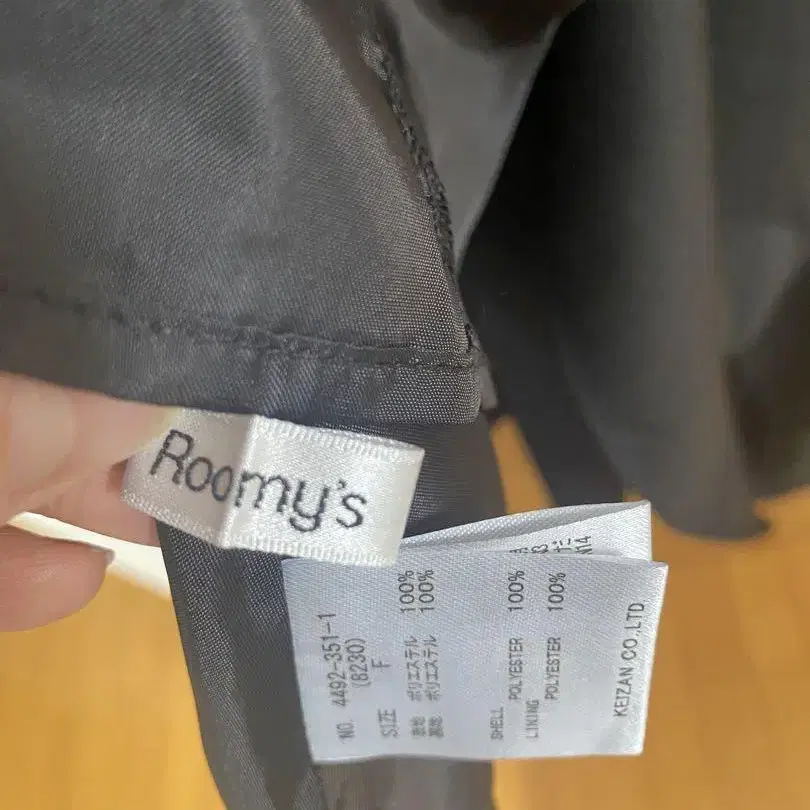 Roomy's
NO. 4492-351-1
(8230)
SIZE F
表地 ポリエステル 100%
裏地 ポリエステル 100%
SHELL
POLYESTER 100%
LINING
POLYESTER 100%
KEIZAN CO.,LTD.